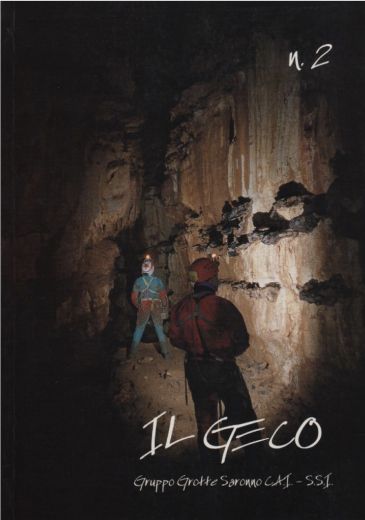 n. 2
IL GECO
Gruppo Grotte Saronno C.A.I. - S.S.I.